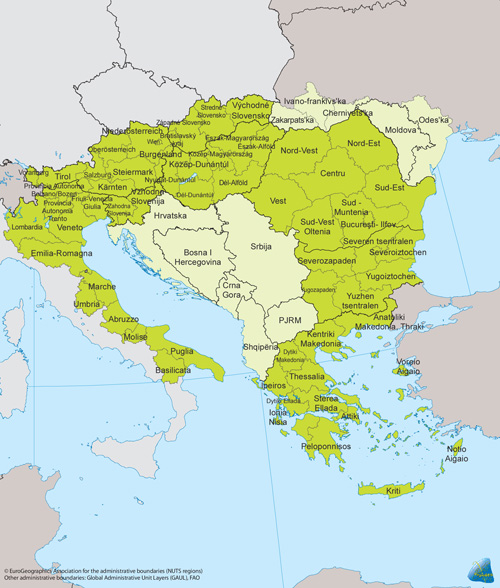 Ivano-frankivs'ka
Zakarpats'ka
Chernivets'ka
Odes'ka
Moldova
Stredné
Slovensko
Východné
Slovensko
Západné Slovensko
Bratislavský
kraj
Niederösterreich
Wien
Oberösterreich
Burgenland
Észak-Magyarország
Észak-Alföld
Közép-Magyarország
Közép-Dunántúl
Nyugat-Dunántúl
Dél-Dunántúl
Dél-Alföld
Nord-Vest
Nord-Est
Centru
Sud-Est
Vest
Sud -
Muntenia
Bucuresti- Ilfov
Sud-Vest
Oltenia
Vorarlberg
Tirol
Salzburg
Steiermark
Kärnten
Provincia Autonoma
Bolzano/Bozen
Provincia
Autonoma
Trento
Friuli-Venezia
Giulia
Vzhodna
Slovenija
Zahodna
Slovenija
Lombardia
Veneto
Emilia-Romagna
Hrvatska
Bosna I
Hercegovina
Srbija
Crna
Gora
PJRM
Shqipëria
Severen tsentralen
Severoiztochen
Severozapaden
Yugoiztochen
Yugozapaden
Yuzhen
tsentralen
Marche
Umbria
Abruzzo
Molise
Puglia
Basilicata
Anatoliki
Makedonia, Thraki
Kentriki
Makedonia
Dytiki
Makedonia
Ipeiros
Thessalia
Voreio
Aigaio
Dytiki Ellada
Sterea
Ellada
Ionia
Nisia
Attiki
Peloponnisos
Notio
Aigaio
Kriti
© EuroGeographics Association for the administrative boundaries (NUTS regions)
Other administrative boundaries: Global Administrative Unit Layers (GAUL), FAO